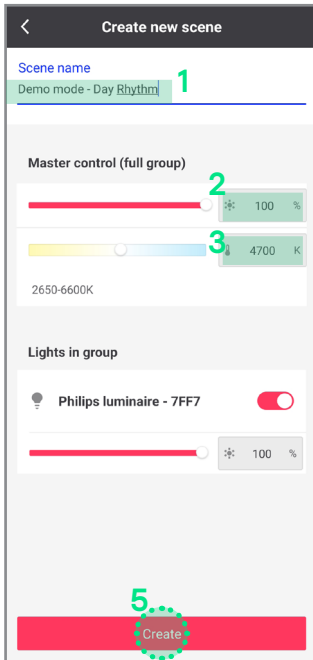 Create new scene
Scene name
1
Demo mode - Day Rhythm
Master control (full group)
2
100 %
3
4700 K
2650-6600K
Lights in group
Philips luminaire - 7FF7
100 %
5
Create